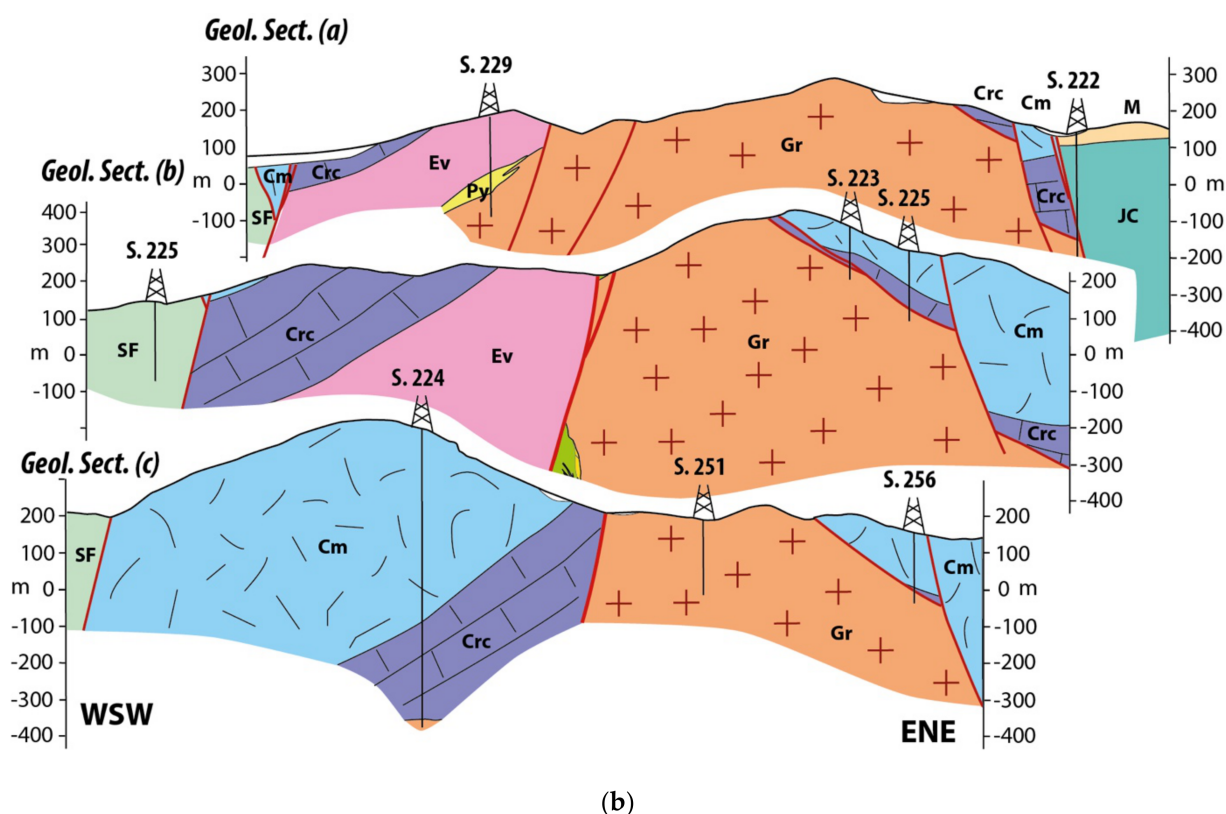 Geol. Sect. (a)
S. 229
Crc
Cm
S. 222
M
300
200
100
m 0
-100
Cm
Crc
Ev
Py
SF
Gr
Crc
JC
300
200
100
0 m
-100
-200
-300
-400
Geol. Sect. (b)
S. 225
S. 223
S. 225
400
300
200
100
m 0
-100
SF
Crc
Ev
Gr
Cm
Crc
200
100
0 m
-100
-200
-300
-400
Geol. Sect. (c)
S. 224
S. 251
S. 256
200
100
m 0
-100
-200
-300
-400
SF
Cm
Crc
Gr
Cm
200
100
0 m
-100
-200
-300
-400
WSW
ENE
(b)